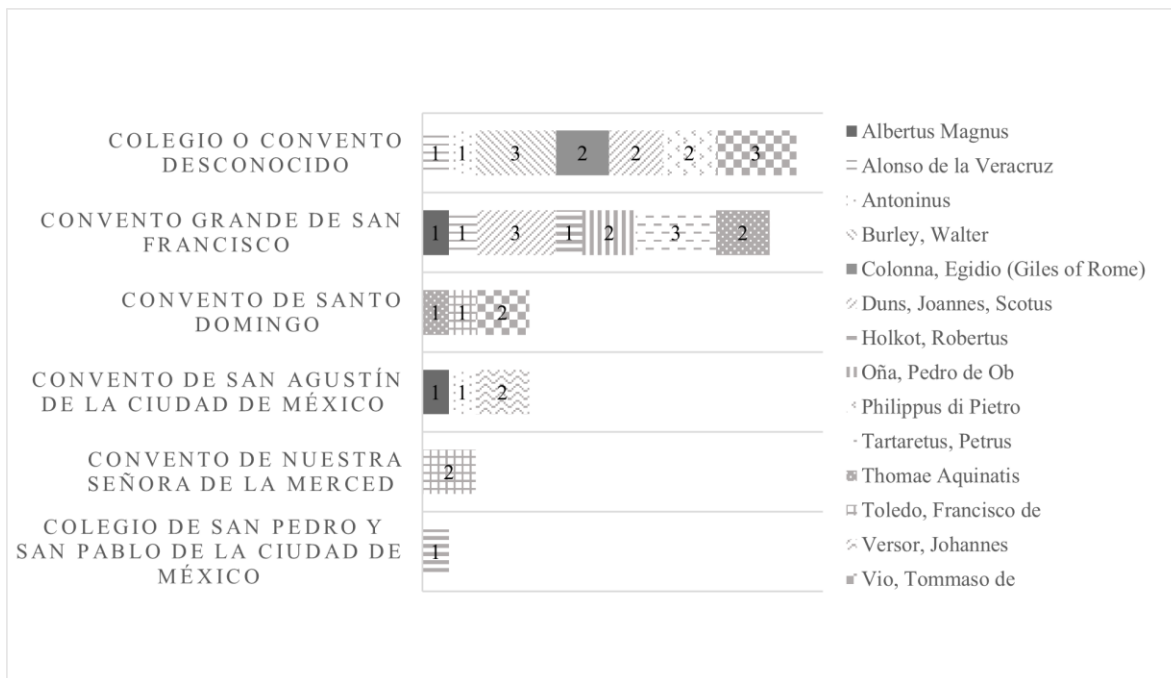 COLEGIO O CONVENTO
DESCONOCIDO
1 1 3 2 2 2 3
CONVENTO GRANDE DE SAN
FRANCISCO
1 1 3 1 2 3 2
CONVENTO DE SANTO
DOMINGO
1 1 2
CONVENTO DE SAN AGUSTÍN
DE LA CIUDAD DE MÉXICO
1 1 2
CONVENTO DE NUESTRA
SEÑORA DE LA MERCED
2
COLEGIO DE SAN PEDRO Y
SAN PABLO DE LA CIUDAD DE
MÉXICO
1
Albertus Magnus
Alonso de la Veracruz
Antoninus
Burley, Walter
Colonna, Egidio (Giles of Rome)
Duns, Joannes, Scotus
Holkot, Robertus
Oña, Pedro de Ob
Philippus di Pietro
Tartaretus, Petrus
Thomae Aquinatis
Toledo, Francisco de
Versor, Johannes
Vio, Tommaso de